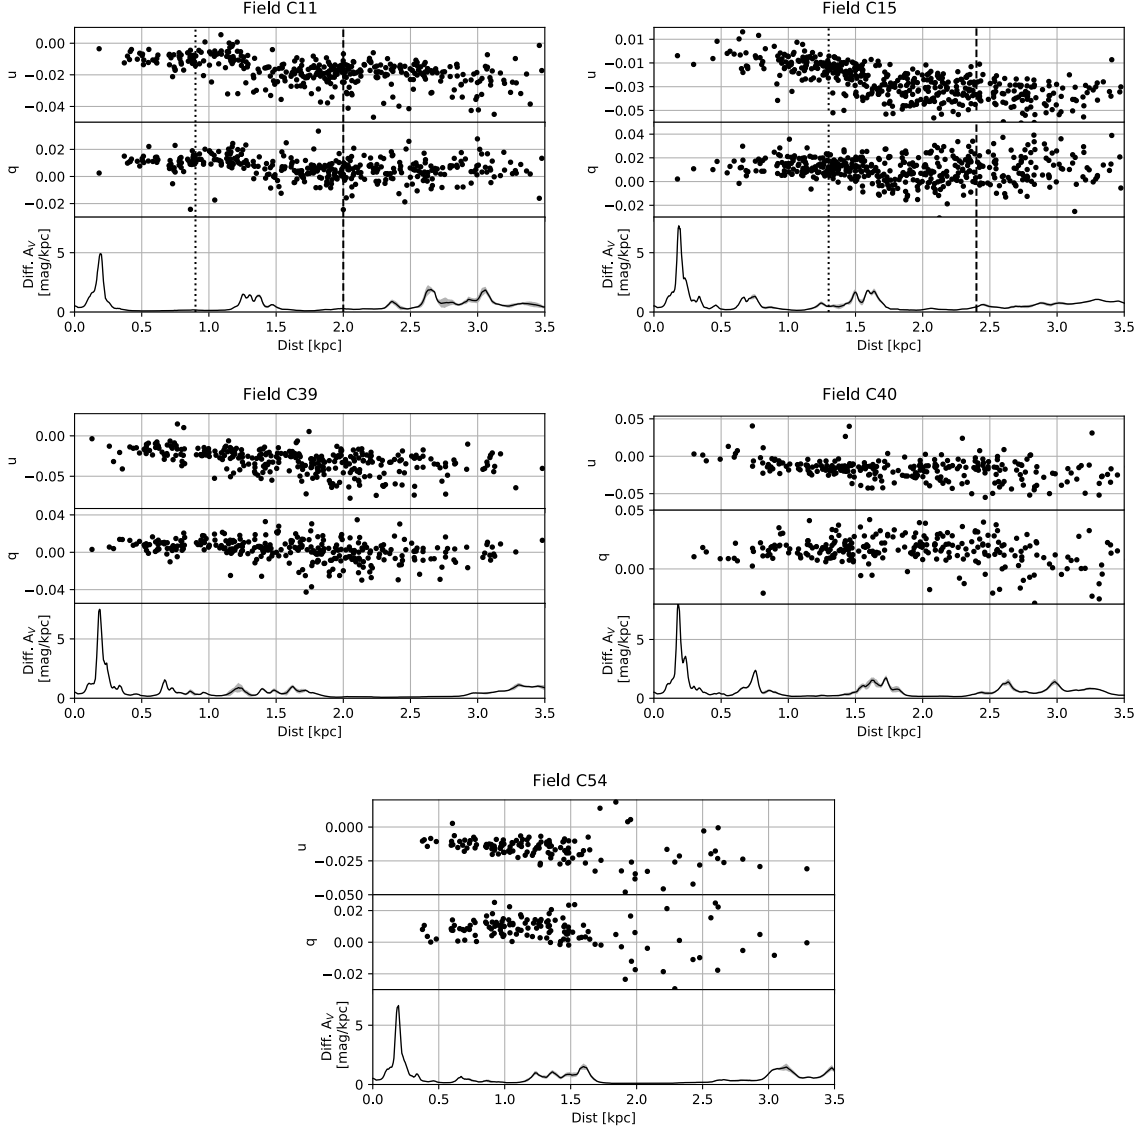 Field C11
u
0.00
−0.02
−0.04
q
0.02
0.00
−0.02
Diff. A_V
[mag/kpc]
5
0
0.0 0.5 1.0 1.5 2.0 2.5 3.0 3.5
Dist [kpc]
Field C15
u
0.01
−0.01
−0.03
−0.05
q
0.04
0.02
0.00
−0.02
Diff. A_V
[mag/kpc]
5
0
0.0 0.5 1.0 1.5 2.0 2.5 3.0 3.5
Dist [kpc]
Field C39
u
0.00
−0.05
q
0.04
0.00
−0.04
Diff. A_V
[mag/kpc]
5
0
0.0 0.5 1.0 1.5 2.0 2.5 3.0 3.5
Dist [kpc]
Field C40
u
0.05
0.00
−0.05
q
0.05
0.00
Diff. A_V
[mag/kpc]
5
0
0.0 0.5 1.0 1.5 2.0 2.5 3.0 3.5
Dist [kpc]
Field C54
u
0.000
−0.025
−0.050
q
0.02
0.00
−0.02
Diff. A_V
[mag/kpc]
5
0
0.0 0.5 1.0 1.5 2.0 2.5 3.0 3.5
Dist [kpc]